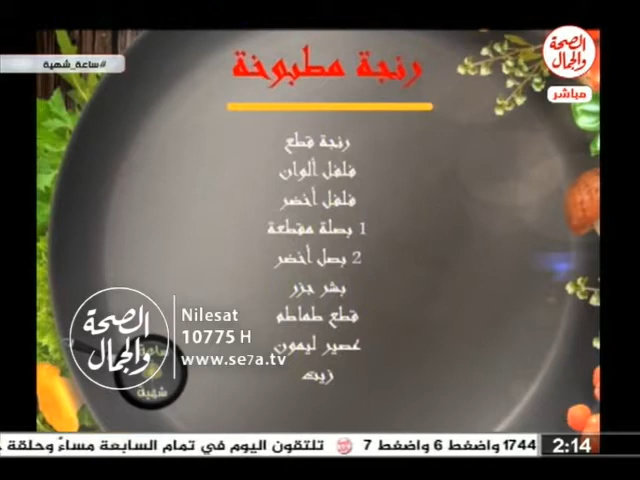 #ساعة_شهية
الصحة
والجمال
مباشر
رنجة مطبوخة
رنجة قطع
فلفل ألوان
فلفل أخضر
1 بصلة مقطعة
2 بصل أخضر
بشر جزر
قطع طماطم
عصير ليمون
زيت
الصحة
والجمال
Nilesat
10775 H
www.se7a.tv
ساعة
شهية
1744 واضغط 6 واضغط 7 تلتقون اليوم في تمام السابعة مساءً وحلقة
2:14